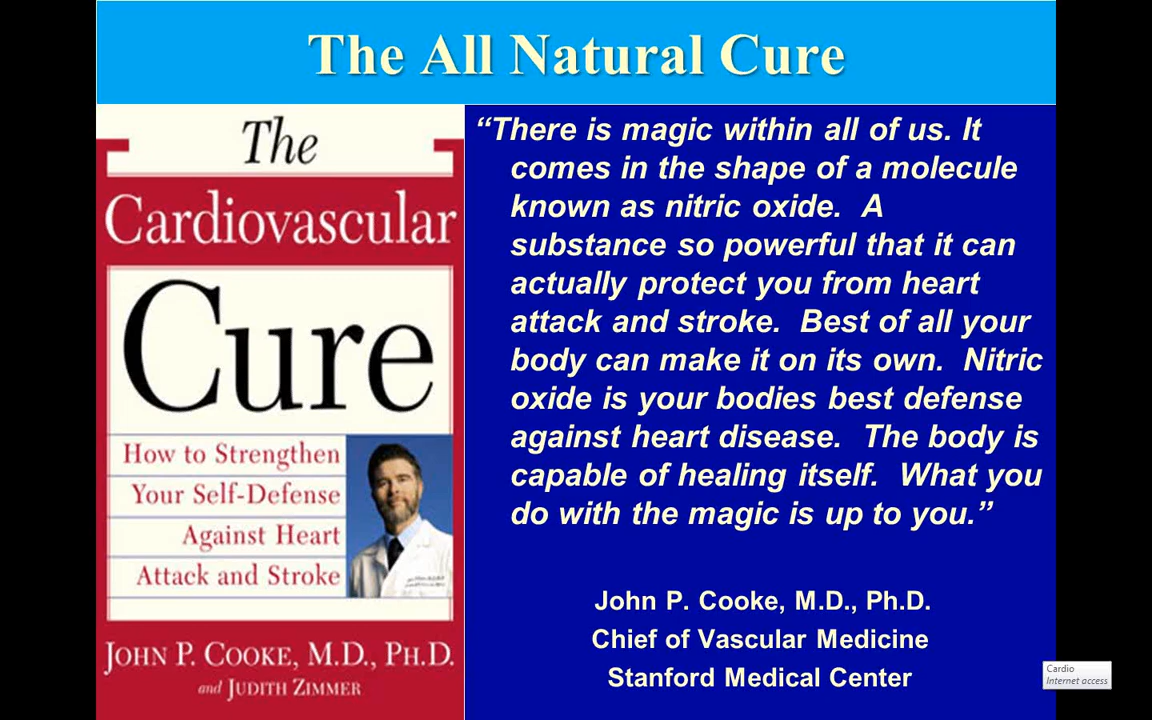 The All Natural Cure
The
Cardiovascular
Cure
How to Strengthen
Your Self-Defense
Against Heart
Attack and Stroke
JOHN P. COOKE, M.D., PH.D.
and JUDITH ZIMMER
“There is magic within all of us. It
comes in the shape of a molecule
known as nitric oxide. A
substance so powerful that it can
actually protect you from heart
attack and stroke. Best of all your
body can make it on its own. Nitric
oxide is your bodies best defense
against heart disease. The body is
capable of healing itself. What you
do with the magic is up to you.”
John P. Cooke, M.D., Ph.D.
Chief of Vascular Medicine
Stanford Medical Center
Cardio
Internet access